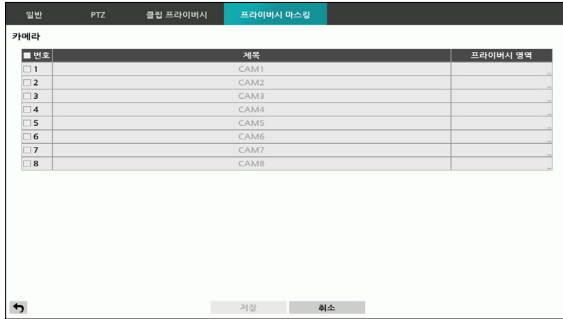 일반 PTZ 클립 프라이버시 프라이버시 마스킹
카메라
번호 제목 프라이버시 영역
1 CAM1 ...
2 CAM2 ...
3 CAM3 ...
4 CAM4 ...
5 CAM5 ...
6 CAM6 ...
7 CAM7 ...
8 CAM8 ...
저장 취소